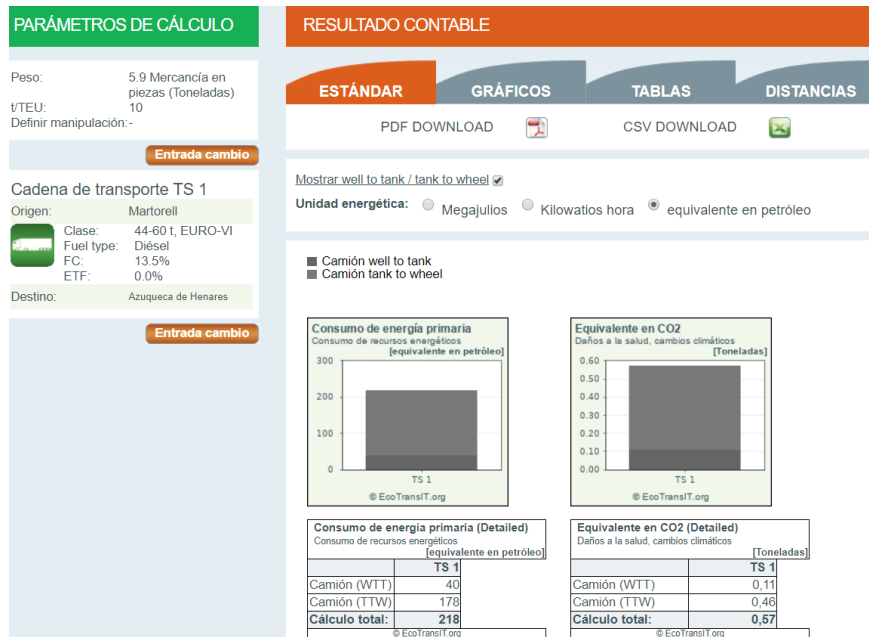 PARÁMETROS DE CÁLCULO
Peso: 5.9 Mercancía en
piezas (Toneladas)
t/TEU: 10
Definir manipulación:-
Entrada cambio
Cadena de transporte TS 1
Origen: Martorell
Clase: 44-60 t, EURO-VI
Fuel type: Diésel
FC: 13.5%
ETF: 0.0%
Destino: Azuqueca de Henares
Entrada cambio
RESULTADO CONTABLE
ESTÁNDAR GRÁFICOS TABLAS DISTANCIAS
PDF DOWNLOAD CSV DOWNLOAD
Mostrar well to tank / tank to wheel
Unidad energética: Megajulios Kilowatios hora equivalente en petróleo
Camión well to tank
Camión tank to wheel
Consumo de energía primaria
Consumo de recursos energéticos
[equivalente en petróleo]
300
200
100
0
TS 1
© EcoTransIT.org
Equivalente en CO2
Daños a la salud, cambios climáticos
[Toneladas]
0.60
0.50
0.40
0.30
0.20
0.10
0.00
TS 1
© EcoTransIT.org
Consumo de energía primaria (Detailed)
Consumo de recursos energéticos
[equivalente en petróleo]
TS 1
Camión (WTT) 40
Camión (TTW) 178
Cálculo total: 218
© EcoTransIT.org
Equivalente en CO2 (Detailed)
Daños a la salud, cambios climáticos
[Toneladas]
TS 1
Camión (WTT) 0,11
Camión (TTW) 0,46
Cálculo total: 0,57
© EcoTransIT.org